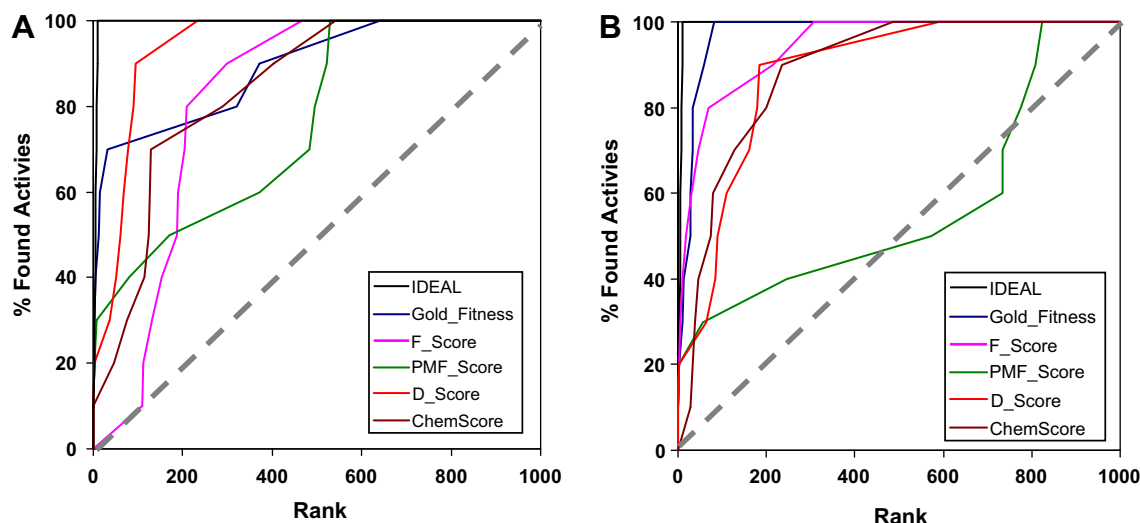 A
% Found Activies
100
80
60
40
20
0
IDEAL
Gold_Fitness
F_Score
PMF_Score
D_Score
ChemScore
0 200 400 600 800 1000
Rank
B
% Found Activies
100
80
60
40
20
0
IDEAL
Gold_Fitness
F_Score
PMF_Score
D_Score
ChemScore
0 200 400 600 800 1000
Rank